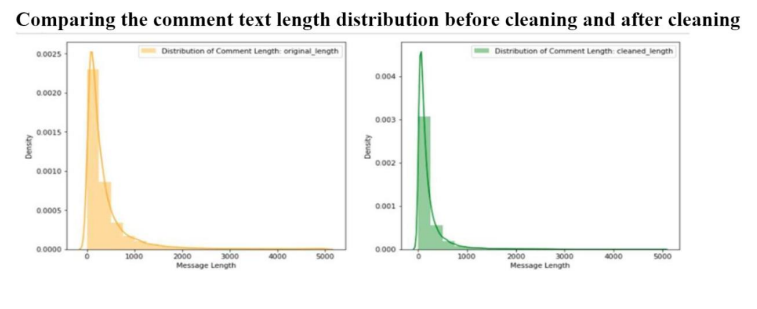 Comparing the comment text length distribution before cleaning and after cleaning
Distribution of Comment Length: original_length
0.0025
0.0020
0.0015
0.0010
0.0005
0.0000
Density
0 1000 2000 3000 4000 5000
Message Length
Distribution of Comment Length: cleaned_length
0.004
0.003
0.002
0.001
0.000
Density
0 1000 2000 3000 4000 5000
Message Length